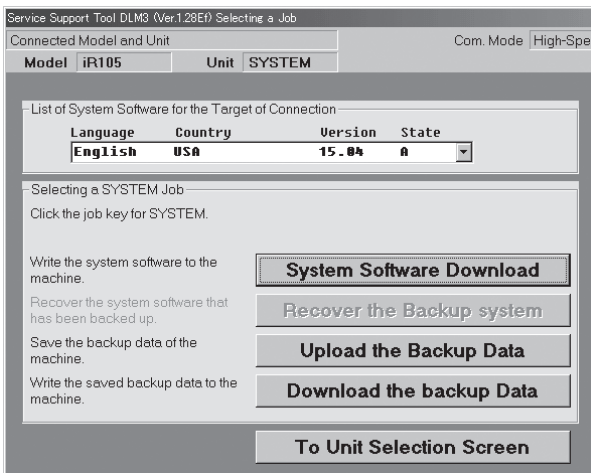 Service Support Tool DLM3 (Ver.1.28Ef) Selecting a Job
Connected Model and Unit
Com. Mode High-Spe
Model iR105 Unit SYSTEM
List of System Software for the Target of Connection
Language Country Version State
English USA 15.04 A
Selecting a SYSTEM Job
Click the job key for SYSTEM.
Write the system software to the
machine.
System Software Download
Recover the system software that
has been backed up.
Recover the Backup system
Save the backup data of the
machine.
Upload the Backup Data
Write the saved backup data to the
machine.
Download the backup Data
To Unit Selection Screen